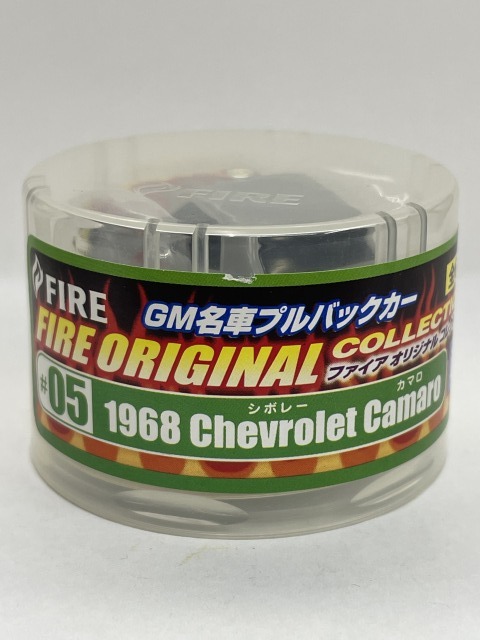 FIRE
FIRE
GM名車プルバックカー
FIRE ORIGINAL COLLECT
ファイア オリジナル コレ
#05
シボレー カマロ
1968 Chevrolet Camaro